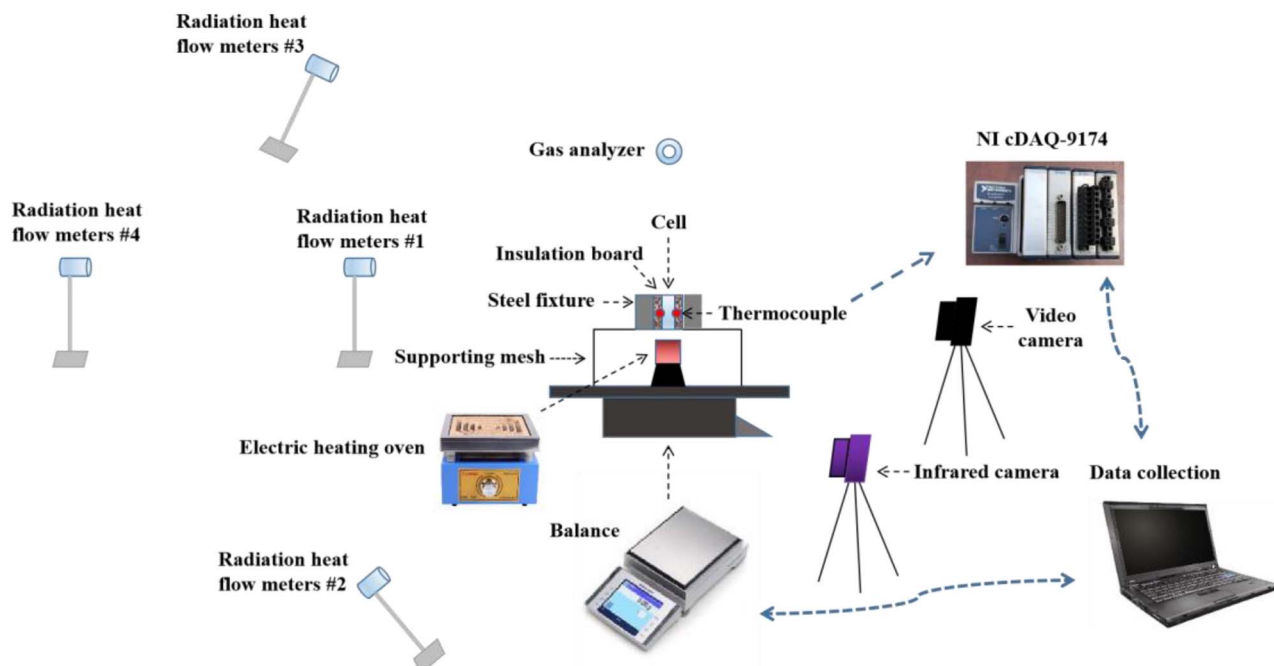 Radiation heat
flow meters #3
Gas analyzer
NI cDAQ-9174
Radiation heat
flow meters #4
Radiation heat
flow meters #1
Cell
Insulation board
Steel fixture
Thermocouple
Video
camera
Supporting mesh
Electric heating oven
Infrared camera
Data collection
Balance
Radiation heat
flow meters #2